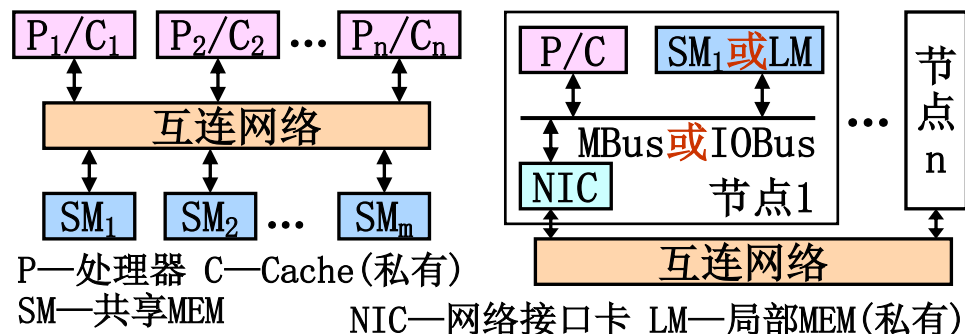 P₁/C₁ P₂/C₂ … Pₙ/Cₙ
互连网络
SM₁ SM₂ … SMₘ
P—处理器 C—Cache(私有)
SM—共享MEM
P/C SM₁或LM
MBus或IOBus
NIC 节点1
… 节点n
互连网络
NIC—网络接口卡 LM—局部MEM(私有)